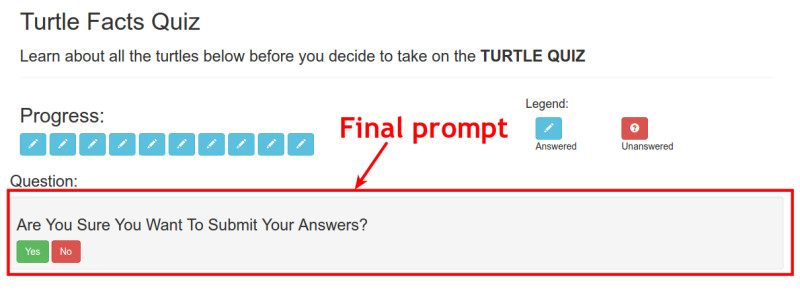 Turtle Facts Quiz
Learn about all the turtles below before you decide to take on the TURTLE QUIZ
Legend:
Progress:
Final prompt
Answered
Unanswered
Question:
Are You Sure You Want To Submit Your Answers?
Yes No